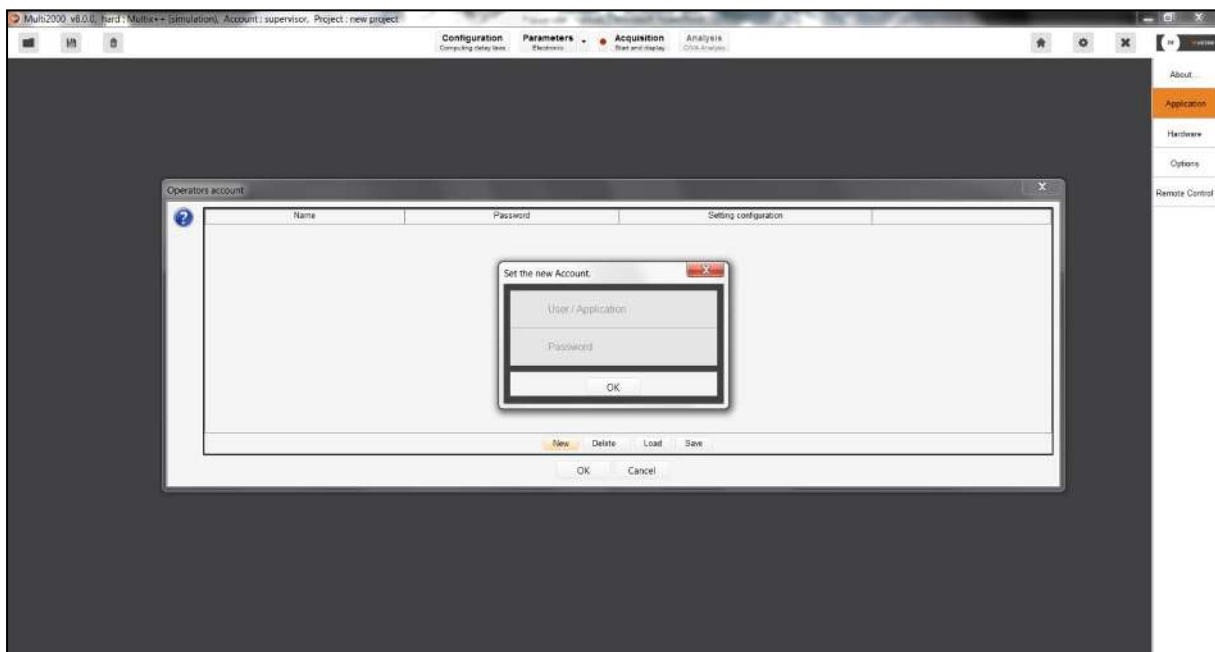 Multi2000 v8.0.0, hard : Multix++ (simulation), Account : supervisor, Project : new project
Configuration
Computing delay laws
Parameters
Electronic
Acquisition
Start and display
Analysis
CIVA Analysis
About...
Application
Hardware
Options
Remote Control
Operators account
Name Password Setting configuration
Set the new Account.
User / Application
Password
OK
New Delete Load Save
OK Cancel